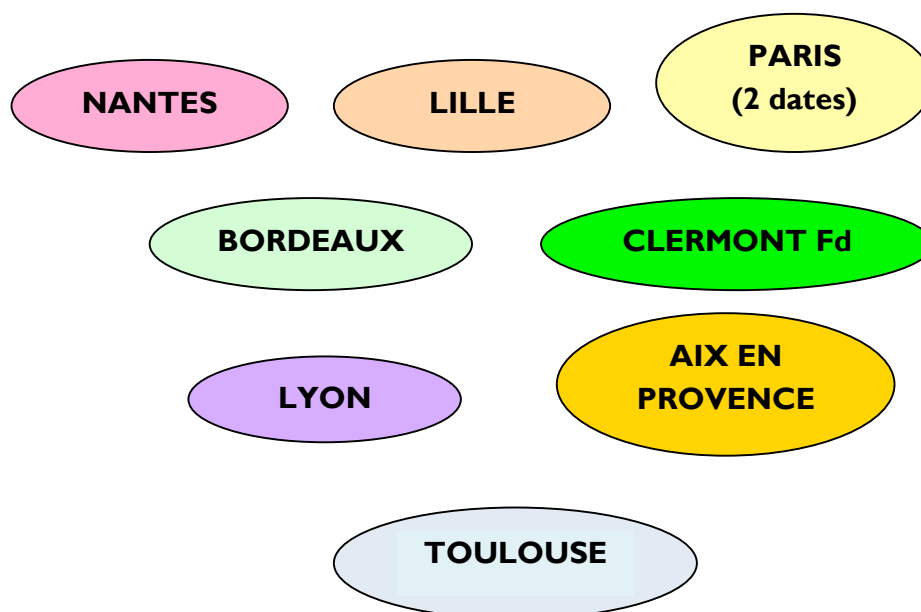 NANTES
LILLE
PARIS
(2 dates)
BORDEAUX
CLERMONT Fd
LYON
AIX EN
PROVENCE
TOULOUSE